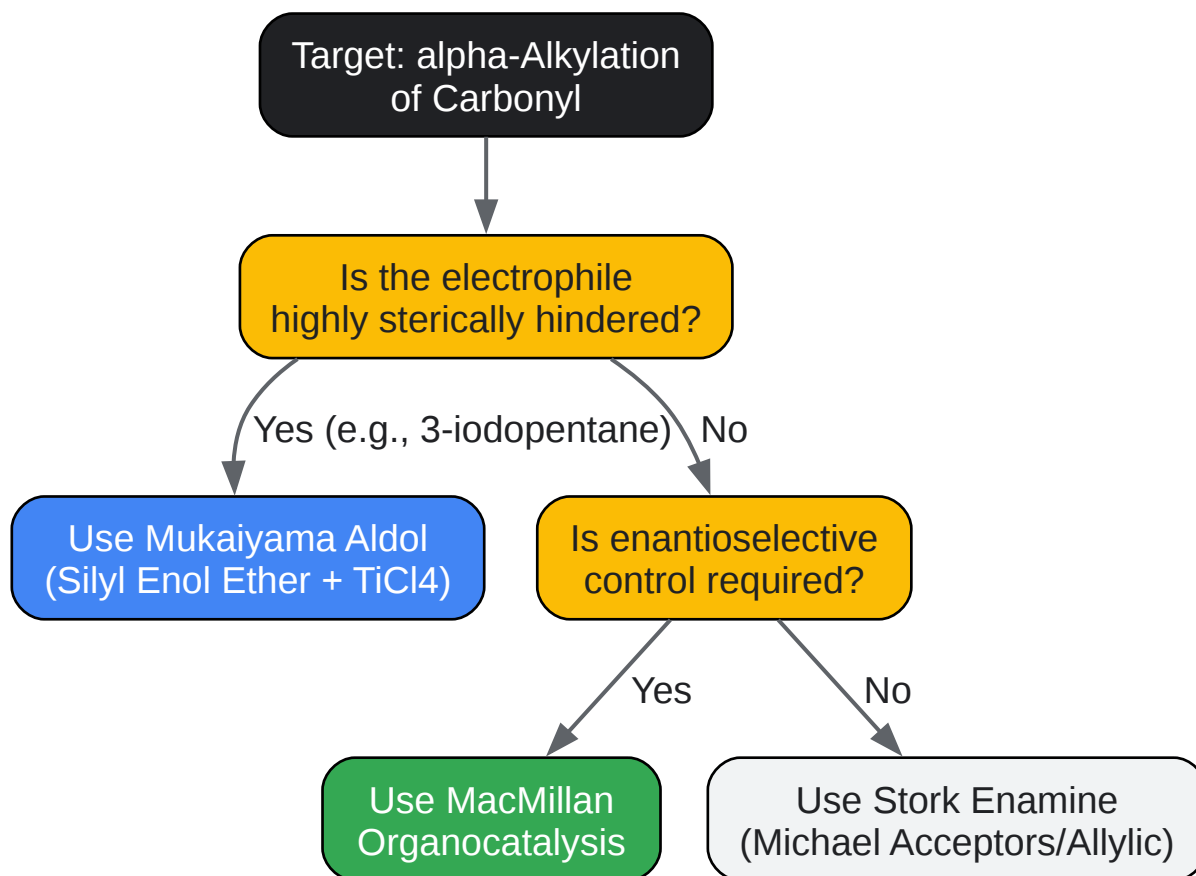 Target: alpha-Alkylation
of Carbonyl
Is the electrophile
highly sterically hindered?
Yes (e.g., 3-iodopentane)
No
Use Mukaiyama Aldol
(Silyl Enol Ether + TiCl4)
Is enantioselective
control required?
Yes
No
Use MacMillan
Organocatalysis
Use Stork Enamine
(Michael Acceptors/Allylic)